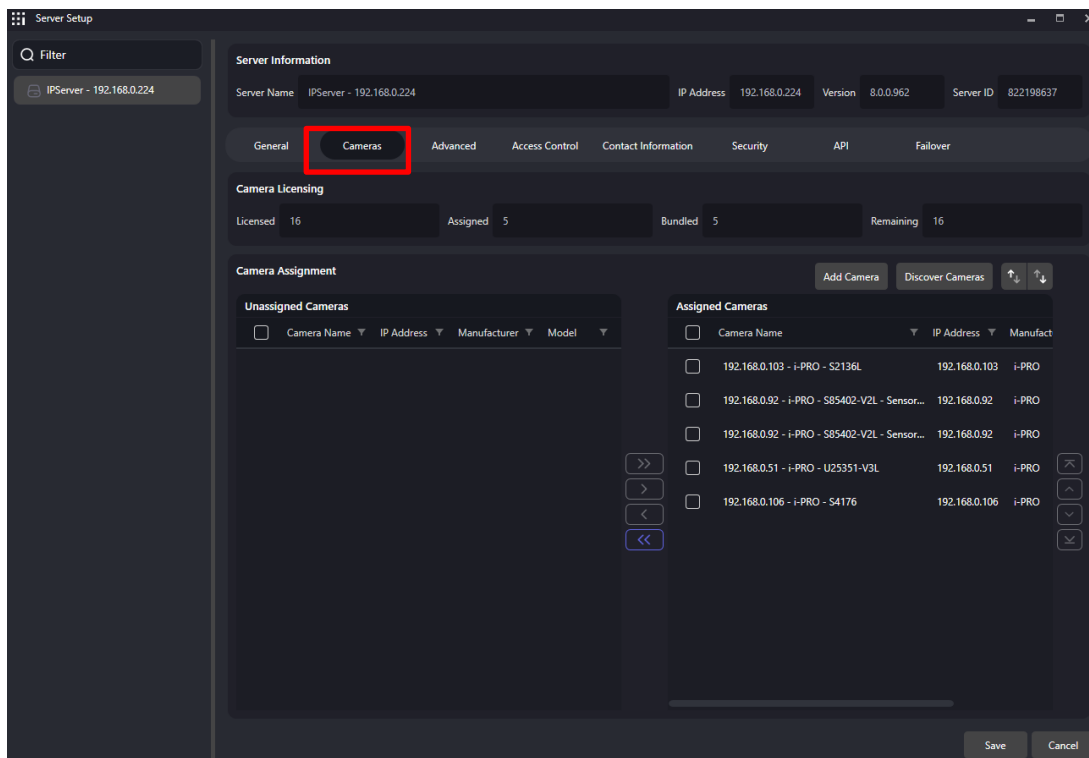 Server Setup
Filter
IPServer - 192.168.0.224
Server Information
Server Name IPServer - 192.168.0.224 IP Address 192.168.0.224 Version 8.0.0.962 Server ID 822198637
General Cameras Advanced Access Control Contact Information Security API Failover
Camera Licensing
Licensed 16 Assigned 5 Bundled 5 Remaining 16
Camera Assignment
Add Camera Discover Cameras
Unassigned Cameras
Camera Name IP Address Manufacturer Model
Assigned Cameras
Camera Name IP Address Manufact
192.168.0.103 - i-PRO - S2136L 192.168.0.103 i-PRO
192.168.0.92 - i-PRO - S85402-V2L - Sensor... 192.168.0.92 i-PRO
192.168.0.92 - i-PRO - S85402-V2L - Sensor... 192.168.0.92 i-PRO
192.168.0.51 - i-PRO - U25351-V3L 192.168.0.51 i-PRO
192.168.0.106 - i-PRO - S4176 192.168.0.106 i-PRO
Save Cancel